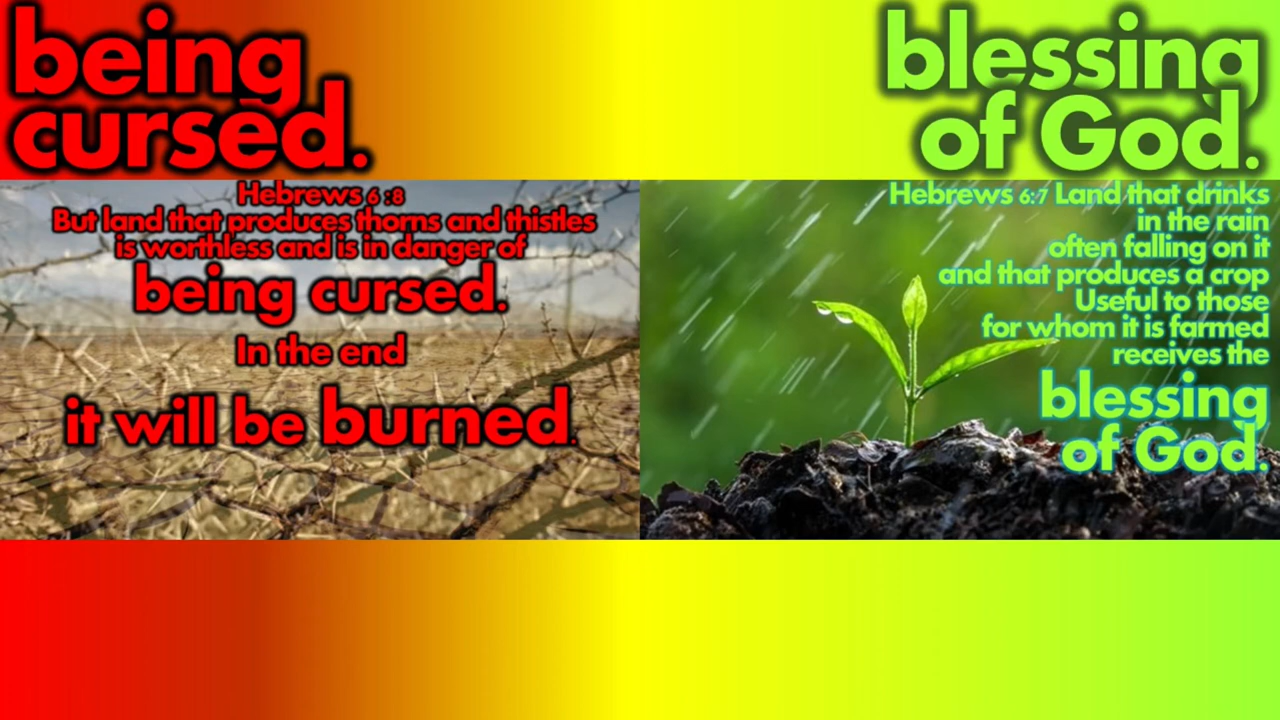 being
cursed.
blessing
of God.
Hebrews 6 :8
But land that produces thorns and thistles
is worthless and is in danger of
being cursed.
In the end
it will be burned.
Hebrews 6:7 Land that drinks
in the rain
often falling on it
and that produces a crop
Useful to those
for whom it is farmed
receives the
blessing
of God.